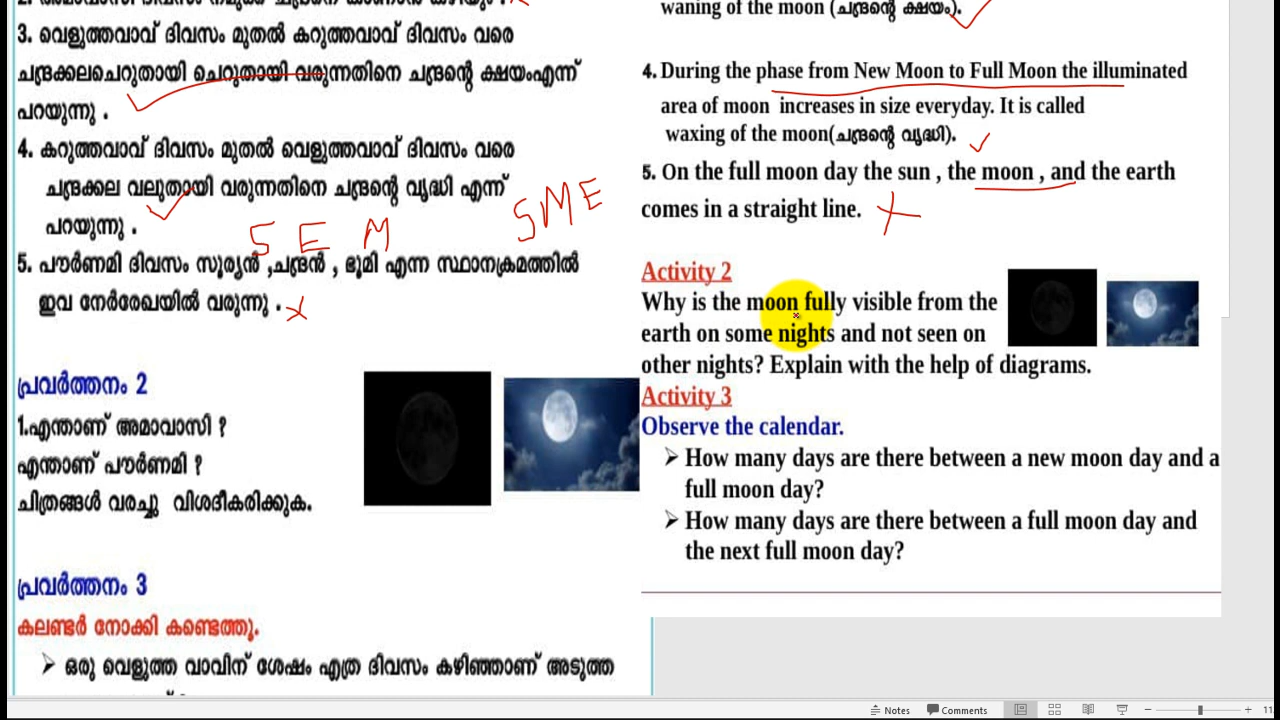 2. അമാവാസി ദിവസം നമുക്ക് ചന്ദ്രനെ കാണാൻ കഴിയും .
3. വെളുത്തവാവ് ദിവസം മുതൽ കറുത്തവാവ് ദിവസം വരെ
ചന്ദ്രക്കലചെറുതായി ചെറുതായി വരുന്നതിനെ ചന്ദ്രന്റെ ക്ഷയംഎന്ന്
പറയുന്നു .
4. കറുത്തവാവ് ദിവസം മുതൽ വെളുത്തവാവ് ദിവസം വരെ
ചന്ദ്രക്കല വലുതായി വരുന്നതിനെ ചന്ദ്രന്റെ വൃദ്ധി എന്ന്
പറയുന്നു .
S E M
SME
5. പൗർണമി ദിവസം സൂര്യൻ ,ചന്ദ്രൻ , ഭൂമി എന്ന സ്ഥാനക്രമത്തിൽ
ഇവ നേർരേഖയിൽ വരുന്നു .
പ്രവർത്തനം 2
1.എന്താണ് അമാവാസി ?
എന്താണ് പൗർണമി ?
ചിത്രങ്ങൾ വരച്ചു വിശദീകരിക്കുക.
പ്രവർത്തനം 3
കലണ്ടർ നോക്കി കണ്ടെത്തൂ.
➢ ഒരു വെളുത്ത വാവിന് ശേഷം എത്ര ദിവസം കഴിഞ്ഞാണ് അടുത്ത
waning of the moon (ചന്ദ്രന്റെ ക്ഷയം).
4. During the phase from New Moon to Full Moon the illuminated
area of moon increases in size everyday. It is called
waxing of the moon(ചന്ദ്രന്റെ വൃദ്ധി).
5. On the full moon day the sun , the moon , and the earth
comes in a straight line.
Activity 2
Why is the moon fully visible from the
earth on some nights and not seen on
other nights? Explain with the help of diagrams.
Activity 3
Observe the calendar.
➢ How many days are there between a new moon day and a
full moon day?
➢ How many days are there between a full moon day and
the next full moon day?
Notes Comments 11